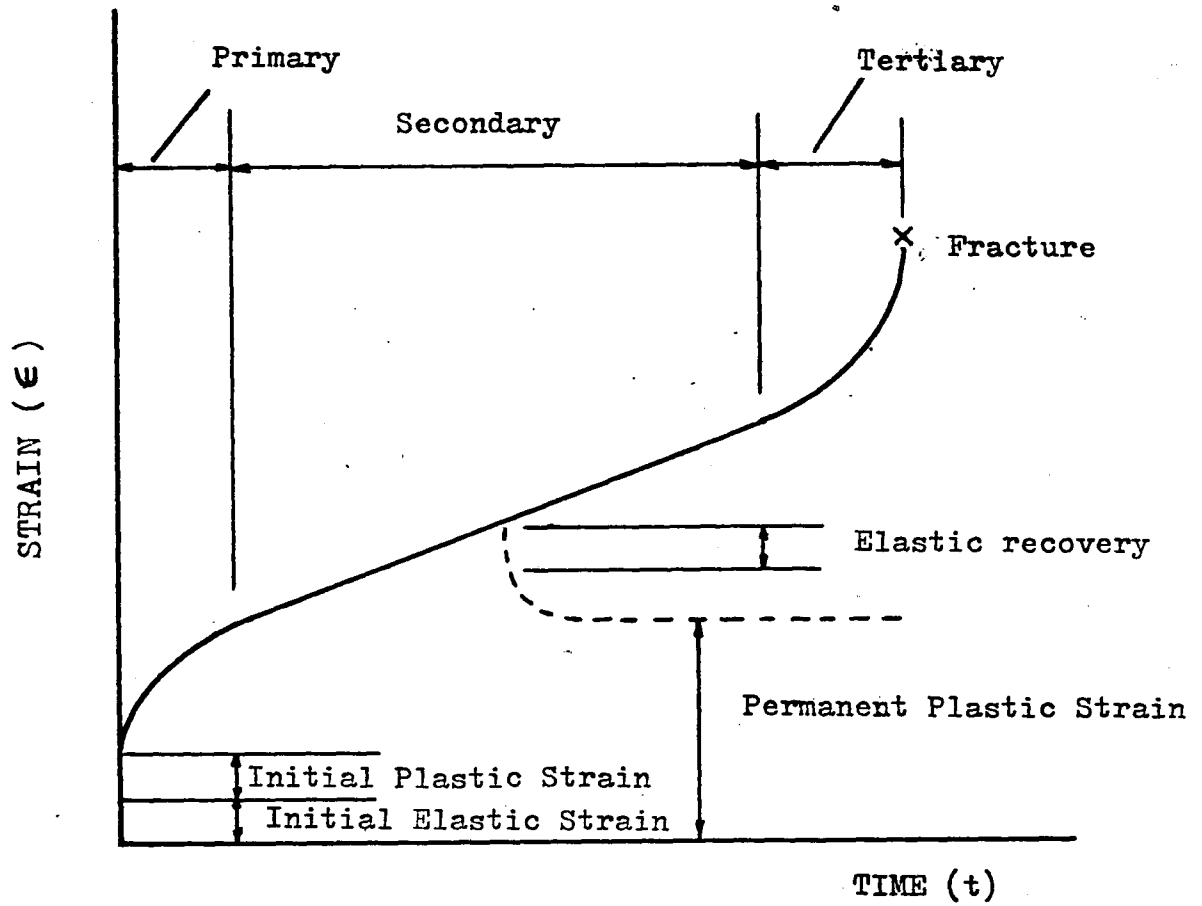 Primary
Tertiary
Secondary
Fracture
STRAIN (ϵ)
Elastic recovery
Permanent Plastic Strain
Initial Plastic Strain
Initial Elastic Strain
TIME (t)